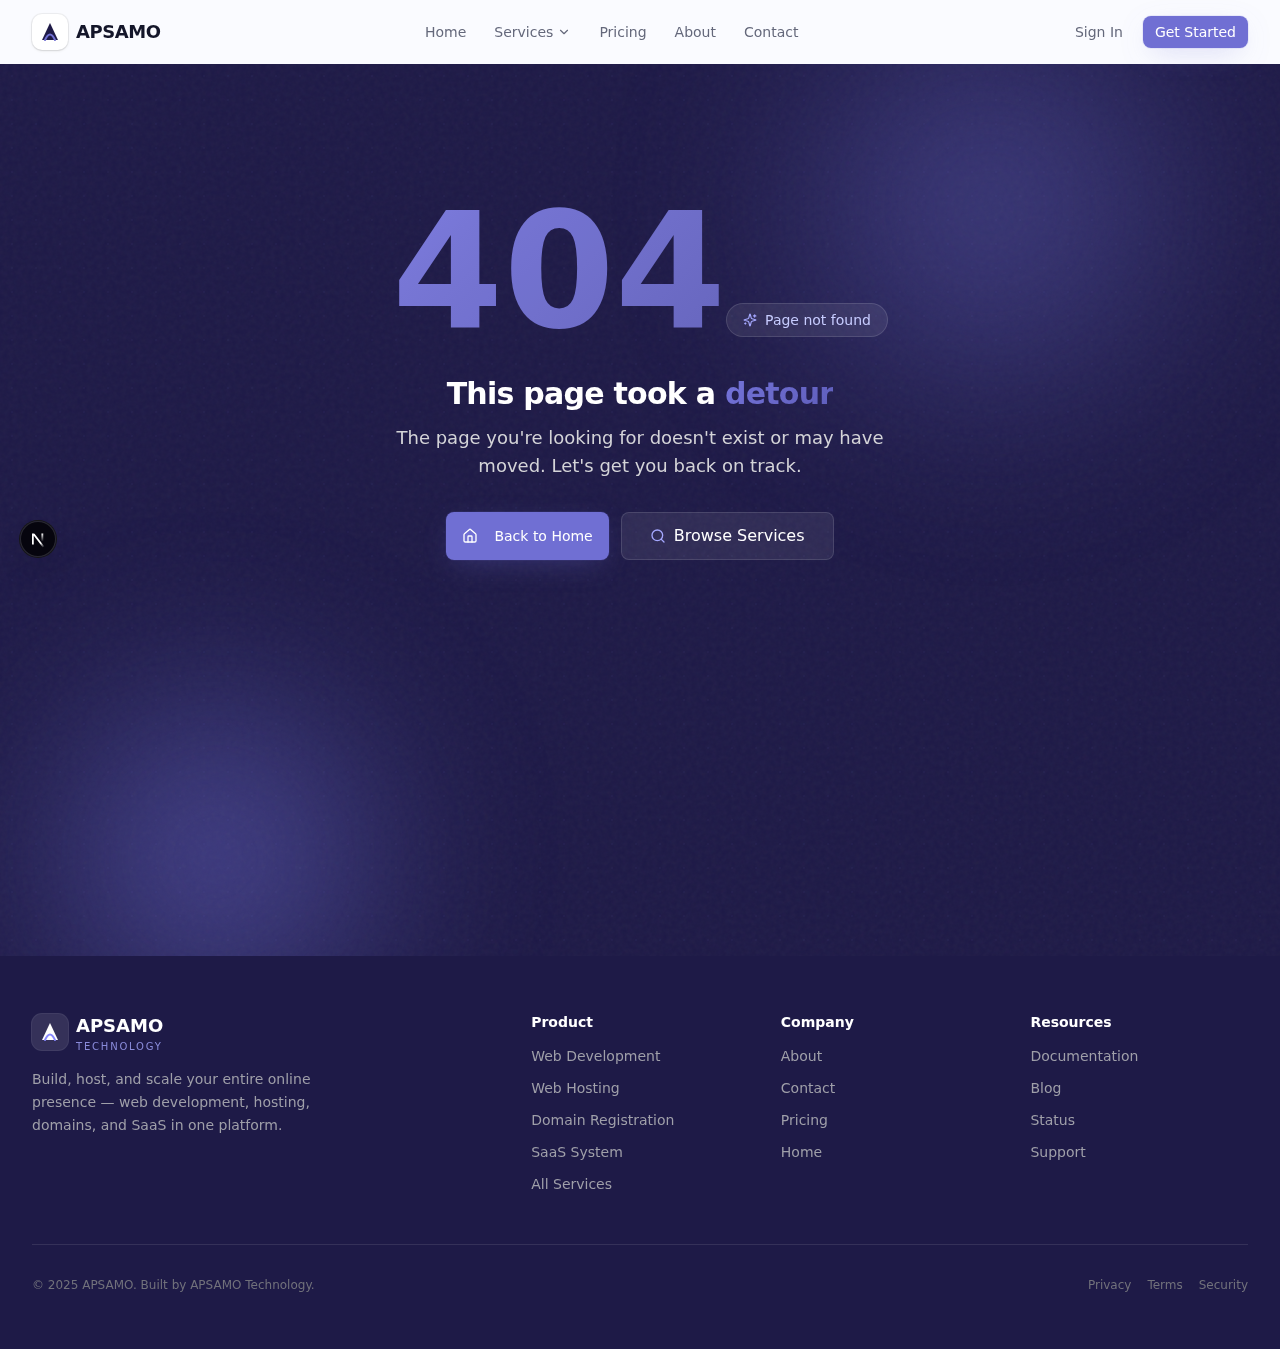 APSAMO
Home
Services
Pricing
About
Contact
Sign In
Get Started
404
Page not found
This page took a detour
The page you're looking for doesn't exist or may have
moved. Let's get you back on track.
Back to Home
Browse Services
N
APSAMO
TECHNOLOGY
Build, host, and scale your entire online
presence — web development, hosting,
domains, and SaaS in one platform.
Product
Web Development
Web Hosting
Domain Registration
SaaS System
All Services
Company
About
Contact
Pricing
Home
Resources
Documentation
Blog
Status
Support
© 2025 APSAMO. Built by APSAMO Technology.
Privacy
Terms
Security